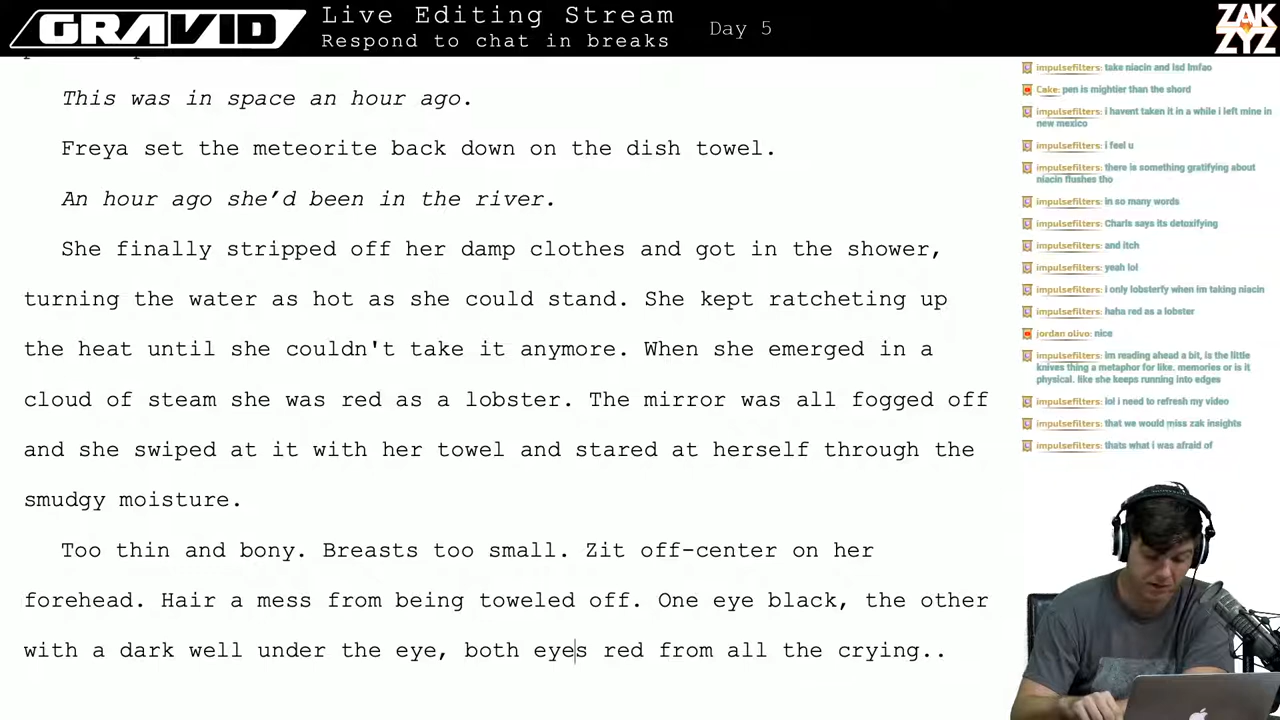 GRAVID
Live Editing Stream
Respond to chat in breaks
Day 5
ZAK
ZYZ
This was in space an hour ago.
Freya set the meteorite back down on the dish towel.
An hour ago she’d been in the river.
She finally stripped off her damp clothes and got in the shower,
turning the water as hot as she could stand. She kept ratcheting up
the heat until she couldn't take it anymore. When she emerged in a
cloud of steam she was red as a lobster. The mirror was all fogged off
and she swiped at it with her towel and stared at herself through the
smudgy moisture.
Too thin and bony. Breasts too small. Zit off-center on her
forehead. Hair a mess from being toweled off. One eye black, the other
with a dark well under the eye, both eyes red from all the crying..
impulsefilters: take niacin and lsd lmfao
Cake: pen is mightier than the shord
impulsefilters: i havent taken it in a while i left mine in
new mexico
impulsefilters: i feel u
impulsefilters: there is something gratifying about
niacin flushes tho
impulsefilters: in so many words
impulsefilters: Charls says its detoxifying
impulsefilters: and itch
impulsefilters: yeah lol
impulsefilters: i only lobsterfy when im taking niacin
impulsefilters: haha red as a lobster
jordan olivo: nice
impulsefilters: im reading ahead a bit, is the little
knives thing a metaphor for like. memories or is it
physical. like she keeps running into edges
impulsefilters: lol i need to refresh my video
impulsefilters: that we would miss zak insights
impulsefilters: thats what i was afraid of